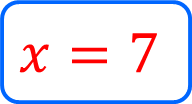 x = 7